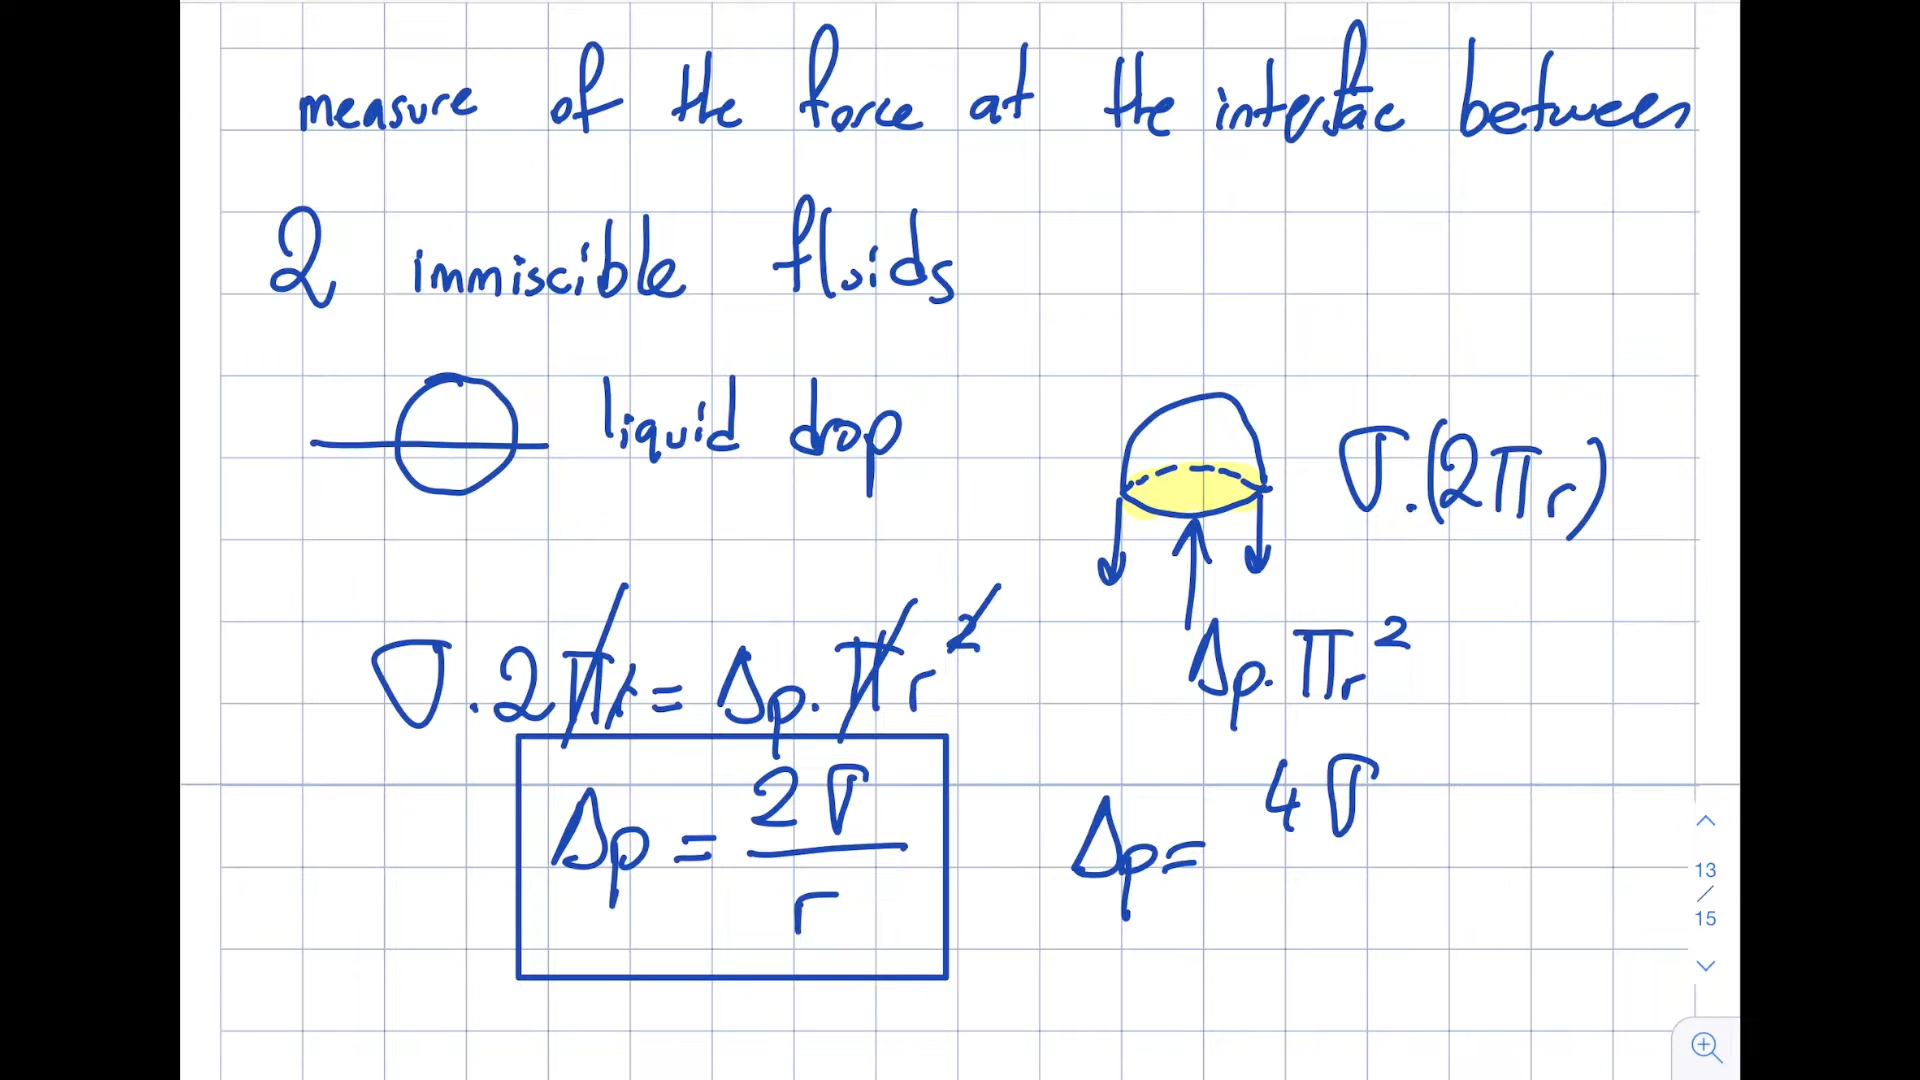 measure of the force at the interfac between
2 immiscible fluids
liquid drop
σ.(2πr)
σ.2πr = Δp.πr²
Δp.πr²
Δp = 2σ / r
Δp= 4σ
13
/
15